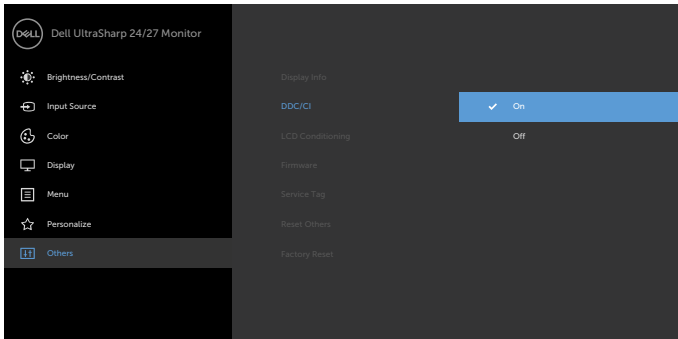 DELL
Dell UltraSharp 24/27 Monitor
Brightness/Contrast
Input Source
Color
Display
Menu
Personalize
Others
Display Info
DDC/CI
LCD Conditioning
Firmware
Service Tag
Reset Others
Factory Reset
On
Off